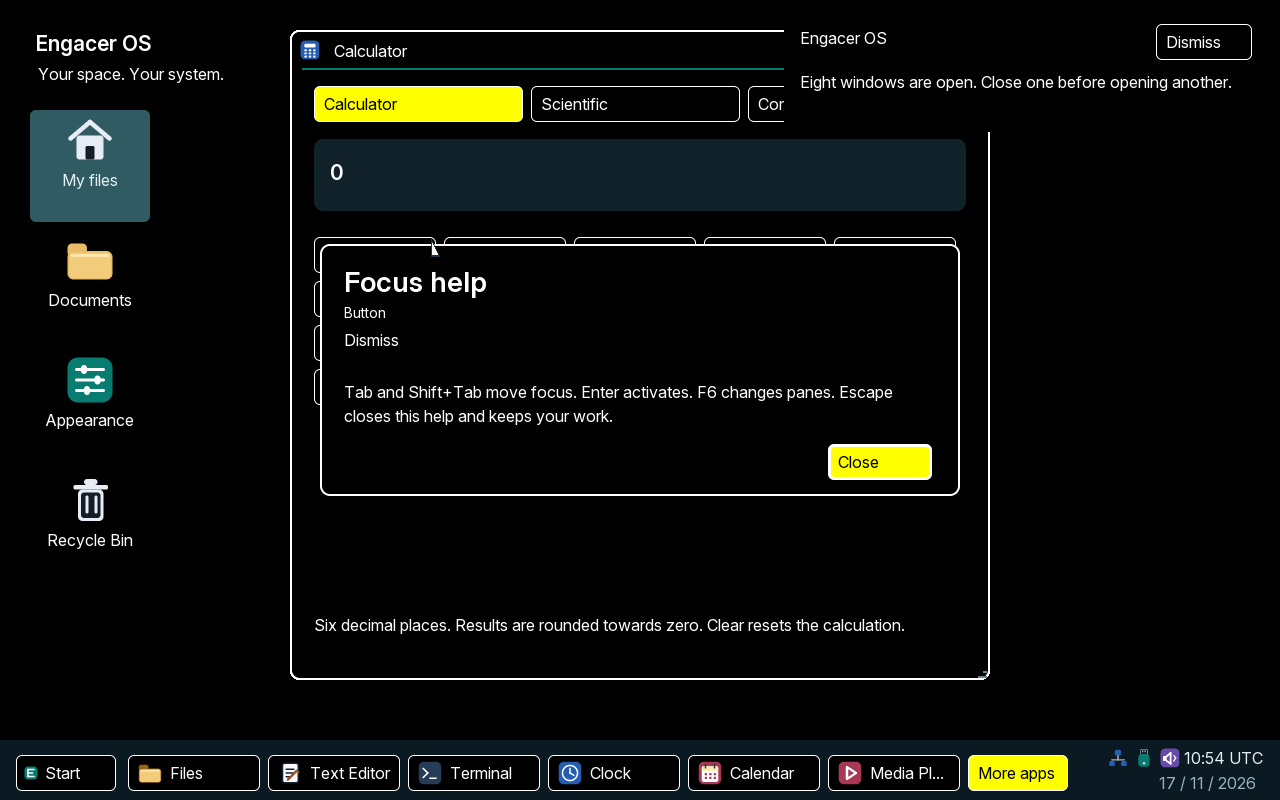 Engacer OS
Your space. Your system.
My files
Documents
Appearance
Recycle Bin
Calculator
Calculator
Scientific
0
Engacer OS
Dismiss
Eight windows are open. Close one before opening another.
Focus help
Button
Dismiss
Tab and Shift+Tab move focus. Enter activates. F6 changes panes. Escape
closes this help and keeps your work.
Close
Six decimal places. Results are rounded towards zero. Clear resets the calculation.
Start
Files
Text Editor
Terminal
Clock
Calendar
Media Pl...
More apps
10:54 UTC
17 / 11 / 2026